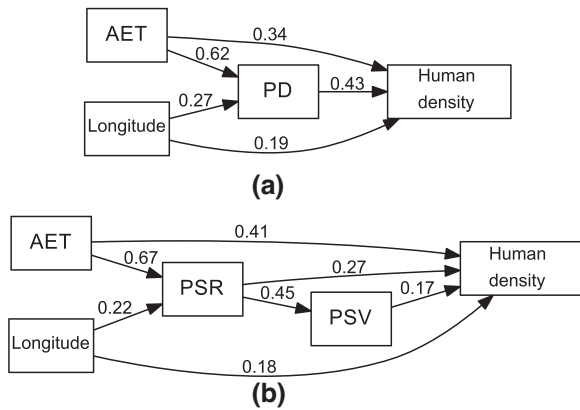 AET
0.34
0.62
Human
density
PD
0.43
0.27
Longitude
0.19
(a)
AET
0.41
Human
density
0.67
0.27
PSR
0.17
0.45
PSV
0.22
Longitude
0.18
(b)